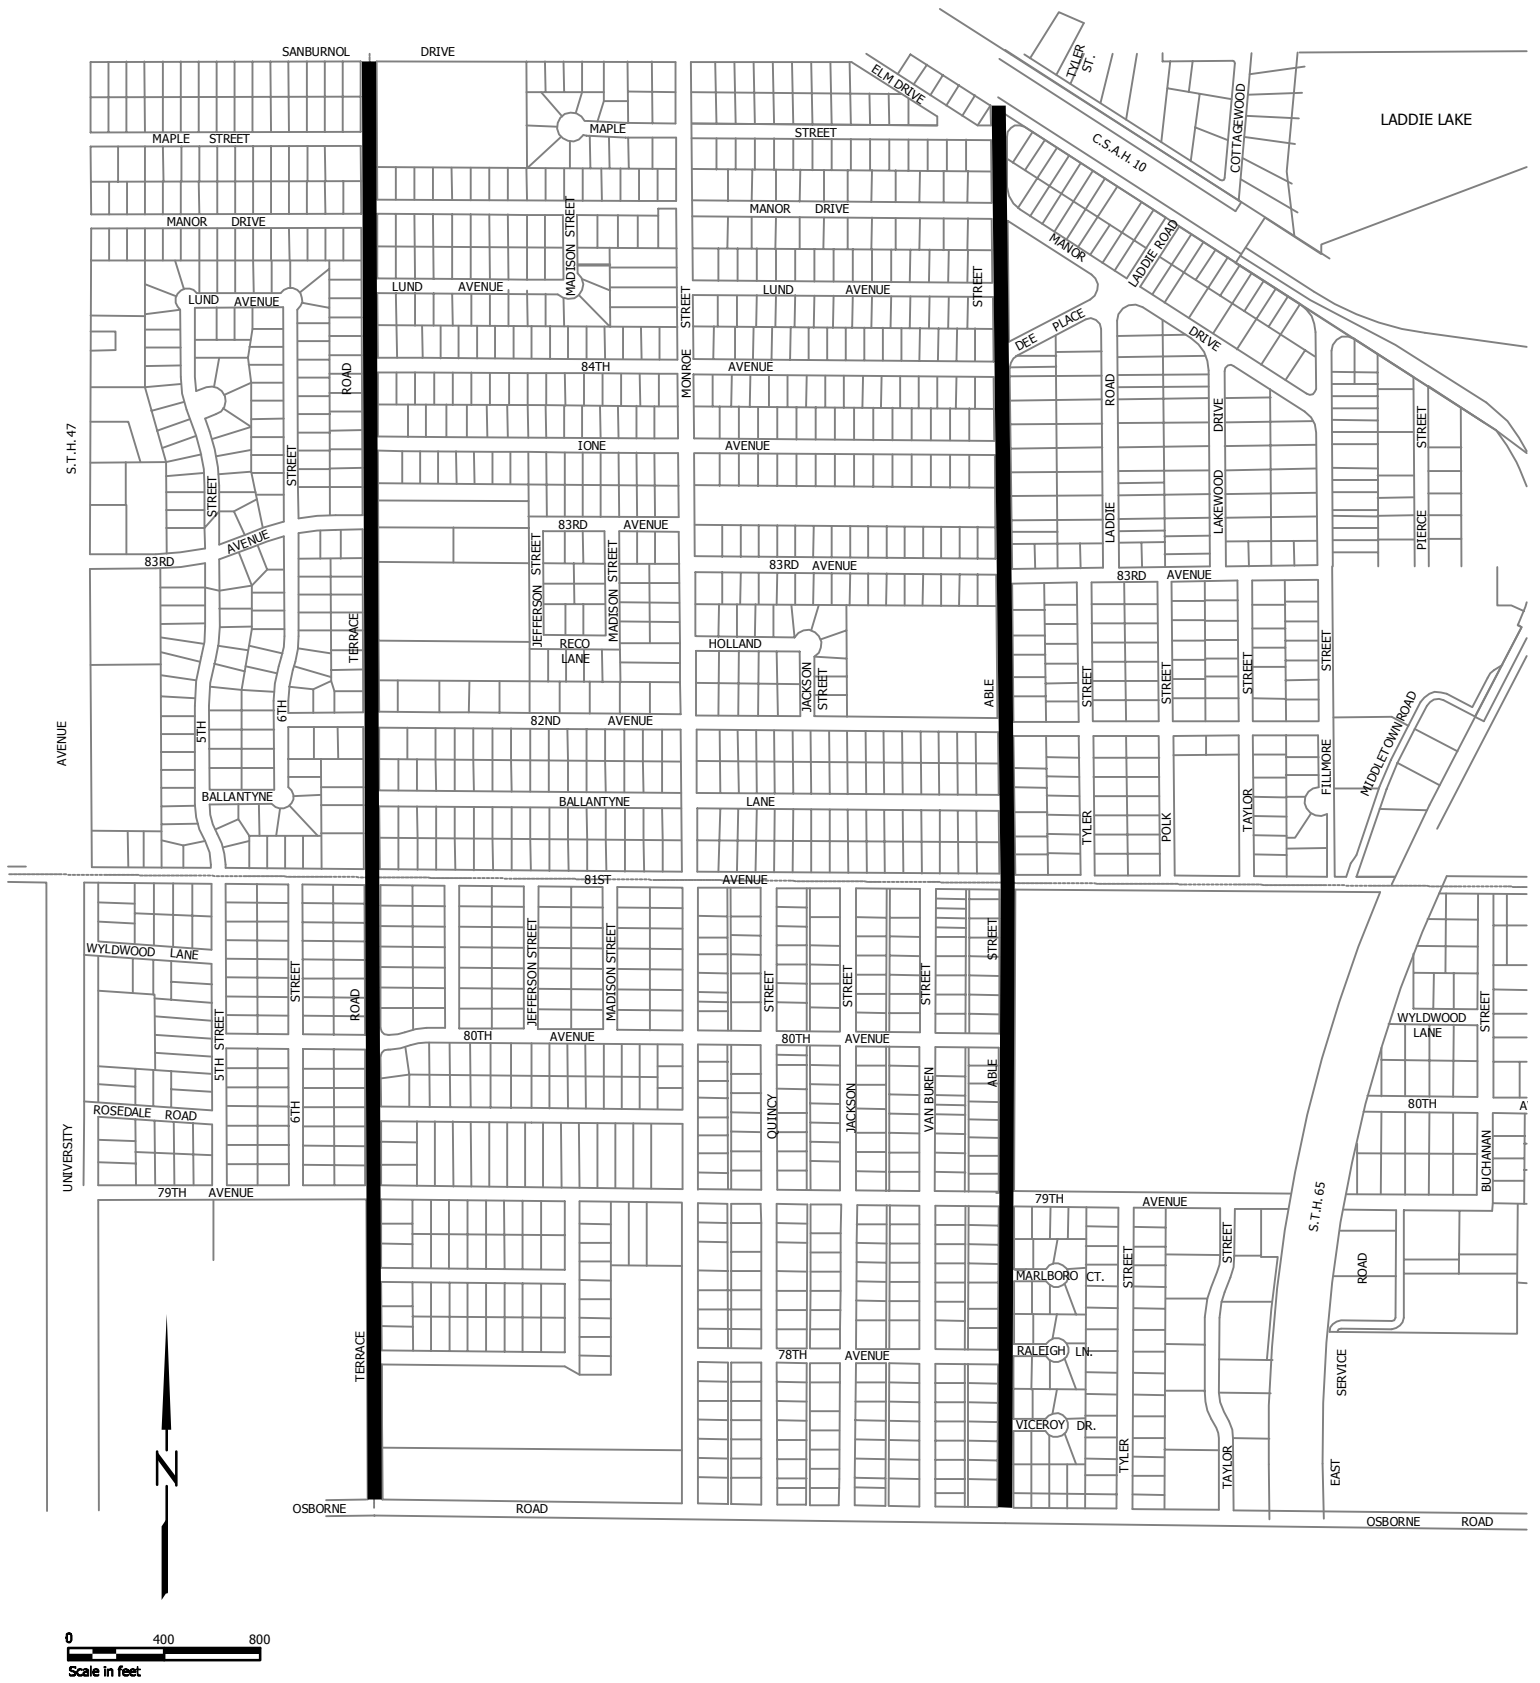 SANBURNOL DRIVE
TYLER
ST.
ELM DRIVE
COTTAGEWOOD
LADDIE LAKE
MAPLE STREET
MAPLE STREET
C.S.A.H. 10
MANOR DRIVE
MADISON STREET
MANOR DRIVE
MANOR DRIVE
LADDIE ROAD
LUND AVENUE
LUND AVENUE
LUND AVENUE
STREET
MONROE STREET
DEE PLACE
ROAD
84TH AVENUE
LADDIE ROAD
LAKEWOOD DRIVE
PIERCE STREET
S.T.H. 47
STREET
STREET
IONE AVENUE
83RD AVENUE
83RD AVENUE
83RD AVENUE
83RD AVENUE
JEFFERSON STREET
MADISON STREET
TERRACE
RECO
LANE
HOLLAND
JACKSON
STREET
ABLE
STREET
STREET
STREET
STREET
5TH
6TH
AVENUE
82ND AVENUE
MIDDLETOWN ROAD
FILLMORE
BALLANTYNE
BALLANTYNE LANE
TYLER
POLK
TAYLOR
81ST AVENUE
WYLDWOOD LANE
STREET
ROAD
JEFFERSON STREET
MADISON STREET
STREET
STREET
STREET
STREET
STREET
WYLDWOOD
LANE
5TH STREET
80TH AVENUE
80TH AVENUE
ABLE
80TH A
ROSEDALE ROAD
6TH
QUINCY
JACKSON
VAN BUREN
UNIVERSITY
BUCHANAN
79TH AVENUE
79TH AVENUE
S.T.H. 65
STREET
STREET
ROAD
MARLBORO CT.
TERRACE
78TH AVENUE
RALEIGH LN.
SERVICE
VICEROY DR.
TYLER
TAYLOR
EAST
N
OSBORNE ROAD
OSBORNE ROAD
0 400 800
Scale in feet